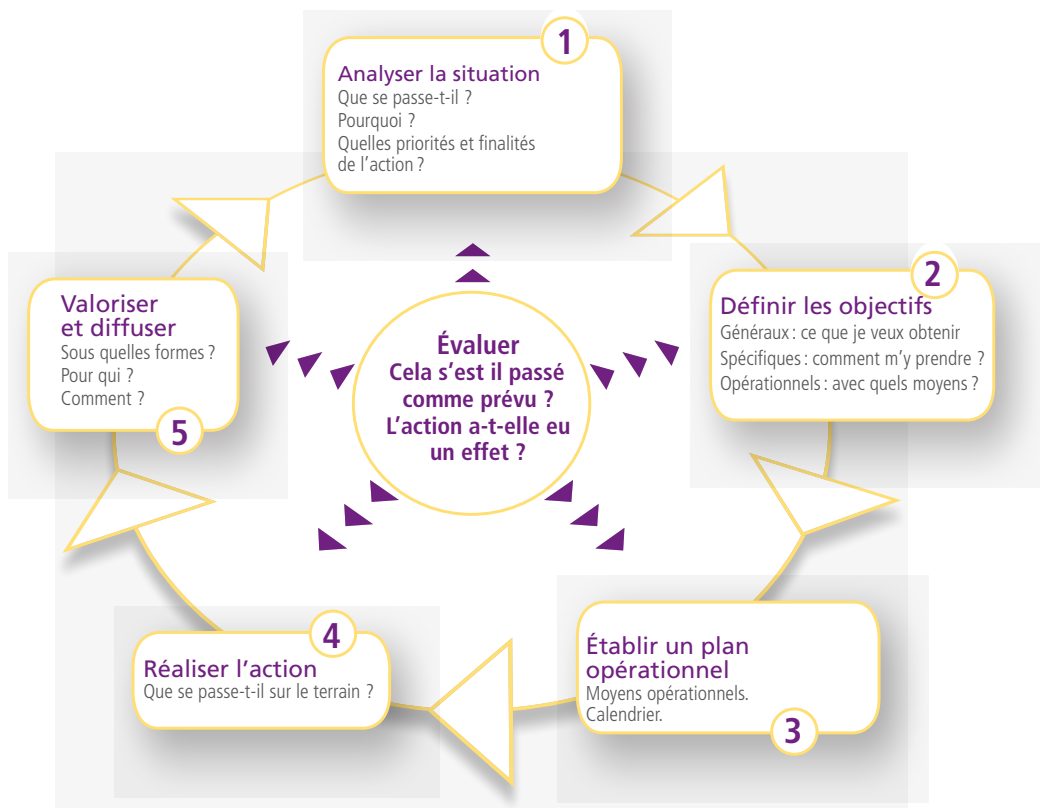 1
Analyser la situation
Que se passe-t-il ?
Pourquoi ?
Quelles priorités et finalités
de l’action ?
2
Définir les objectifs
Généraux : ce que je veux obtenir
Spécifiques : comment m’y prendre ?
Opérationnels : avec quels moyens ?
Établir un plan
opérationnel
Moyens opérationnels.
Calendrier.
3
4
Réaliser l’action
Que se passe-t-il sur le terrain ?
Valoriser
et diffuser
Sous quelles formes ?
Pour qui ?
Comment ?
5
Évaluer
Cela s’est il passé
comme prévu ?
L’action a-t-elle eu
un effet ?